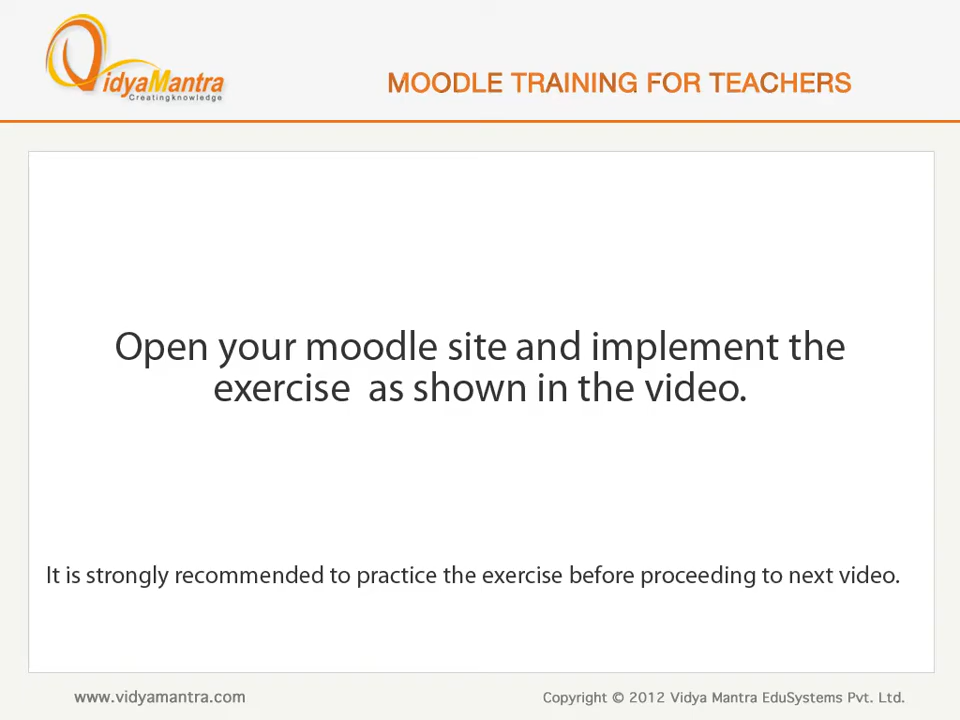 VidyaMantra
Creatingknowledge
MOODLE TRAINING FOR TEACHERS
Open your moodle site and implement the
exercise  as shown in the video.
It is strongly recommended to practice the exercise before proceeding to next video.
www.vidyamantra.com
Copyright © 2012 Vidya Mantra EduSystems Pvt. Ltd.